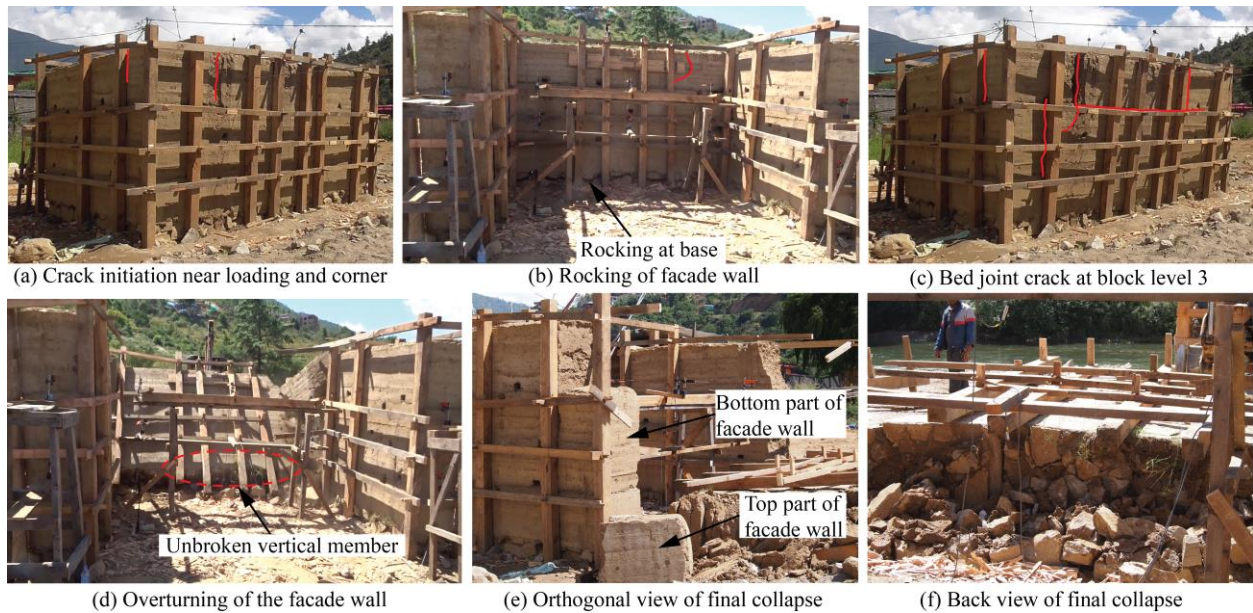 (a) Crack initiation near loading and corner
Rocking at base
(b) Rocking of facade wall
(c) Bed joint crack at block level 3
Unbroken vertical member
(d) Overturning of the facade wall
Bottom part of
facade wall
Top part of
facade wall
(e) Orthogonal view of final collapse
(f) Back view of final collapse